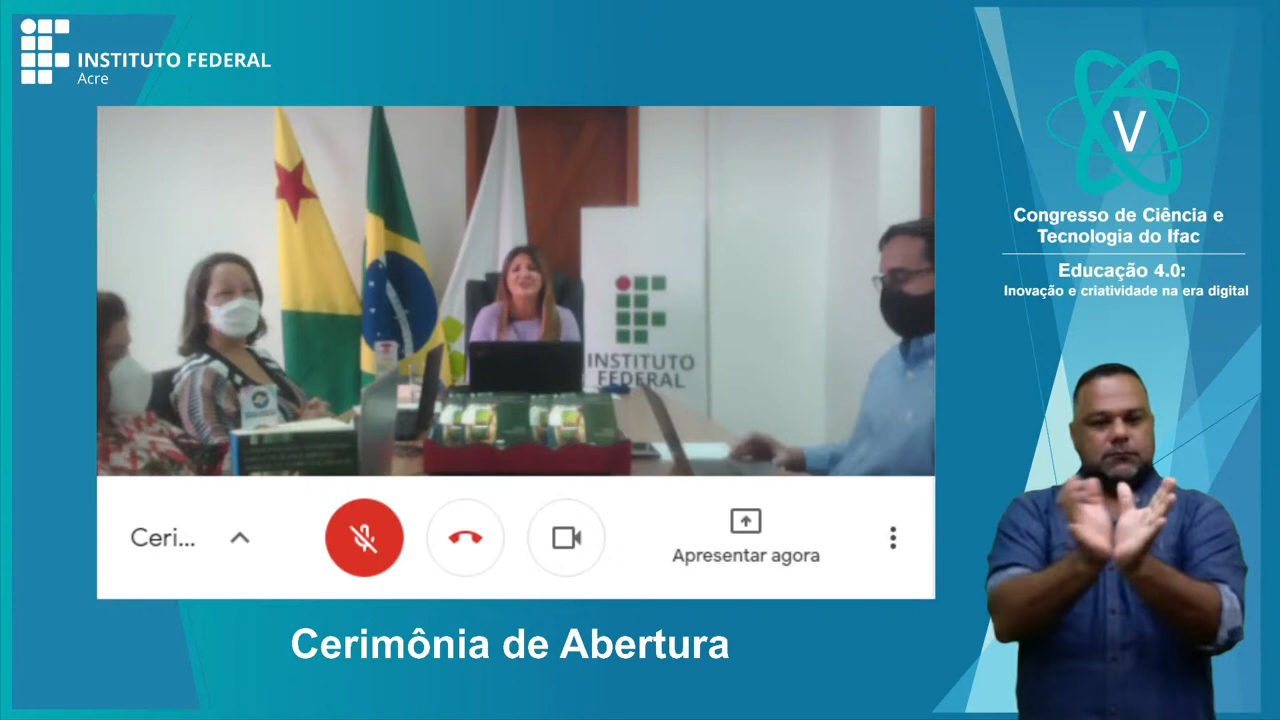 INSTITUTO FEDERAL
Acre
V
Congresso de Ciência e
Tecnologia do Ifac
Educação 4.0:
Inovação e criatividade na era digital
INSTITUTO
FEDERAL
Ceri...
Apresentar agora
Cerimônia de Abertura